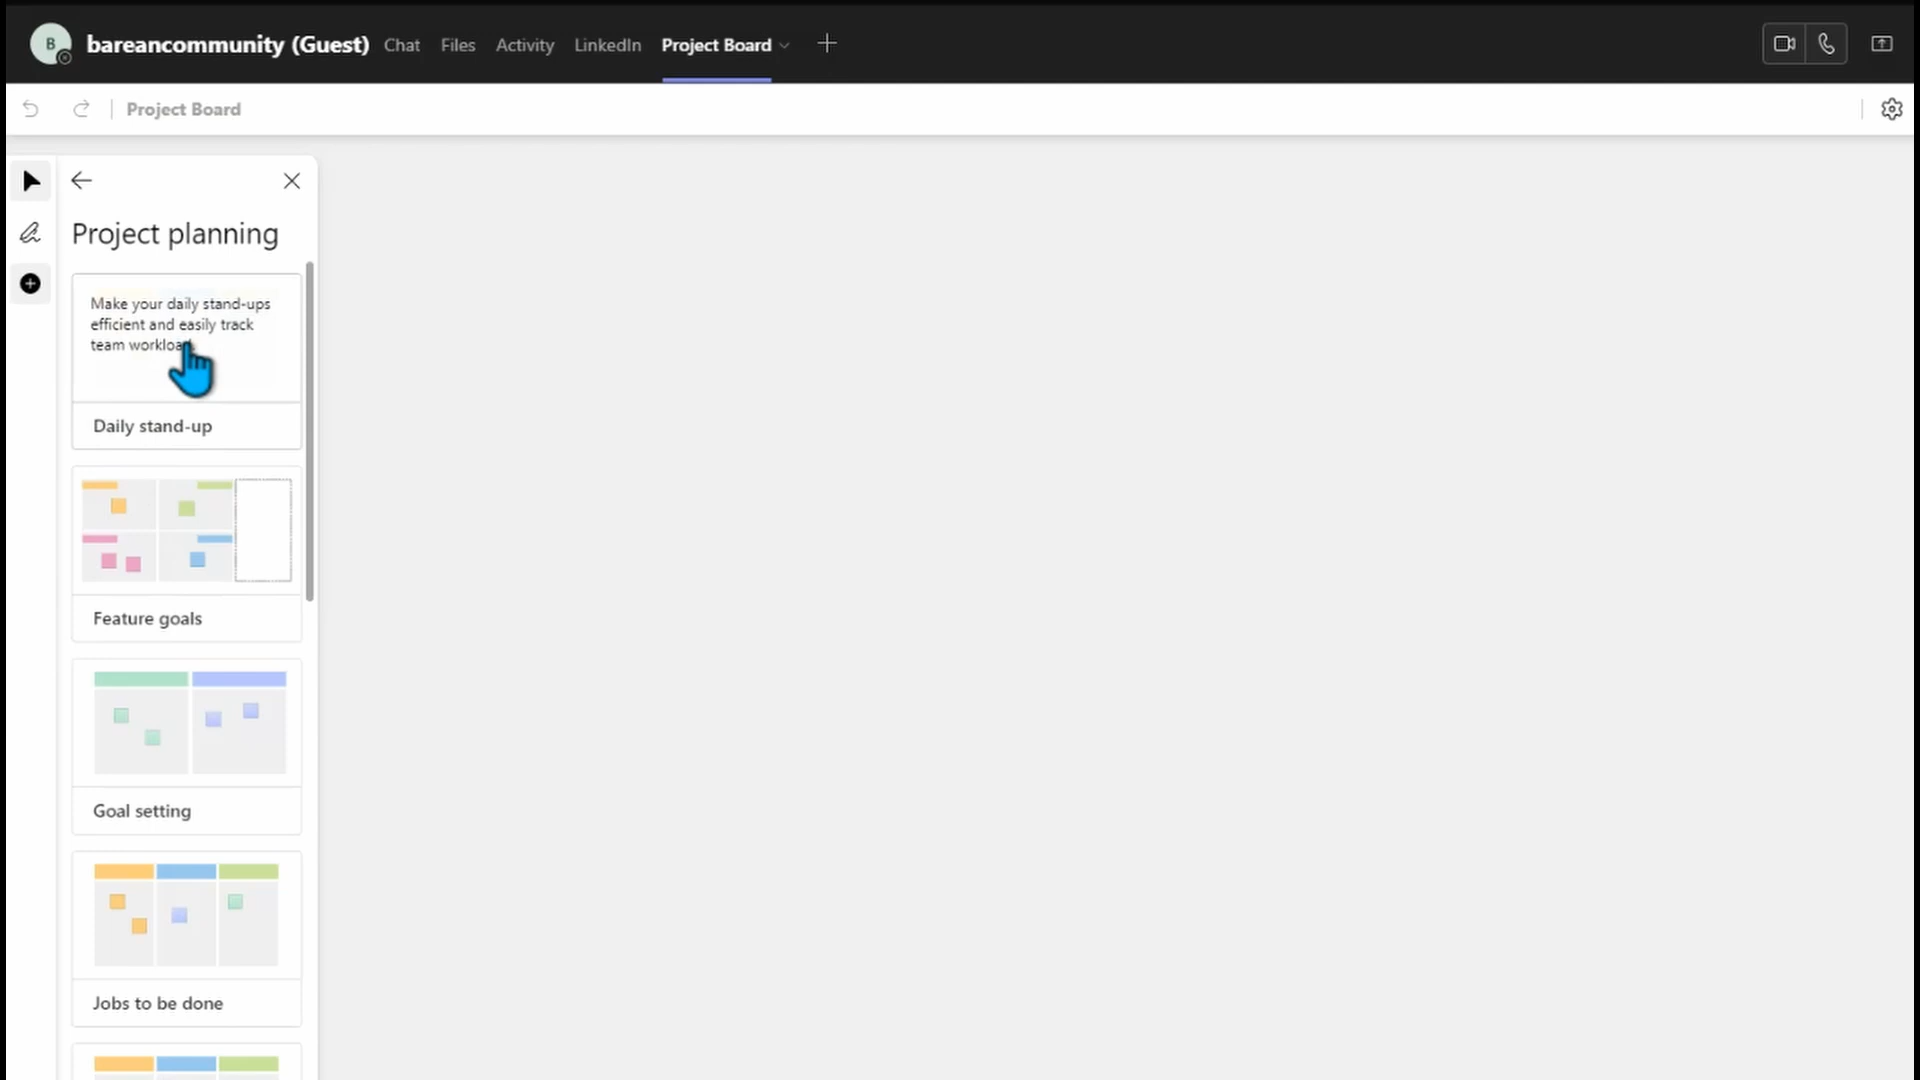 B
bareancommunity (Guest) Chat Files Activity LinkedIn Project Board
Project Board
Project planning
Make your daily stand-ups
efficient and easily track
team workload
Daily stand-up
Feature goals
Goal setting
Jobs to be done